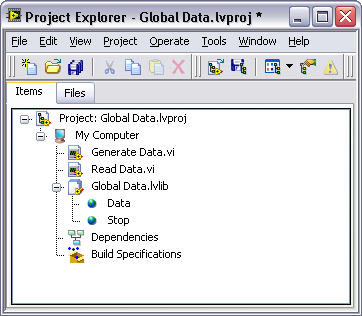 Project Explorer - Global Data.lvproj *
File Edit View Project Operate Tools Window Help
Items Files
Project: Global Data.lvproj
My Computer
Generate Data.vi
Read Data.vi
Global Data.lvlib
Data
Stop
Dependencies
Build Specifications